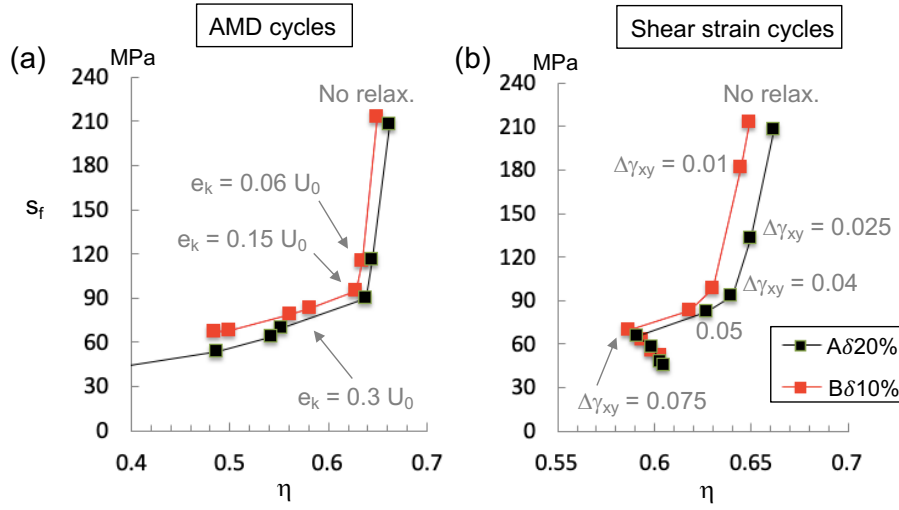 AMD cycles
Shear strain cycles
(a)
MPa
240
210
180
150
120
90
60
30
0
s_f
0.4
0.5
0.6
0.7
η
No relax.
e_k = 0.06 U_0
e_k = 0.15 U_0
e_k = 0.3 U_0
(b)
MPa
240
210
180
150
120
90
60
30
0
0.55
0.6
0.65
0.7
η
No relax.
Δγ_xy = 0.01
Δγ_xy = 0.025
Δγ_xy = 0.04
0.05
Δγ_xy = 0.075
Aδ20%
Bδ10%